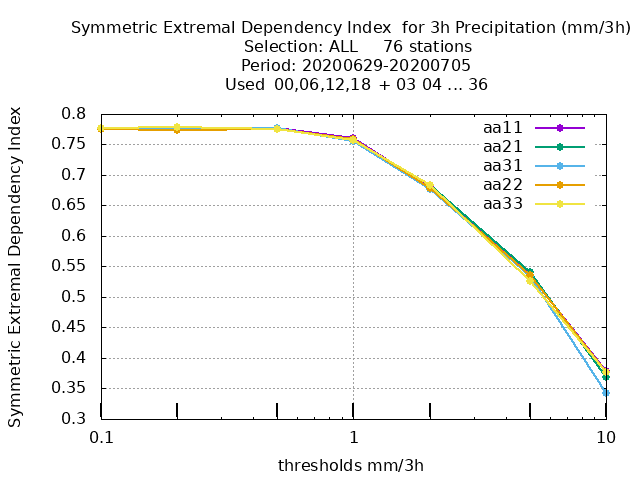 Symmetric Extremal Dependency Index  for 3h Precipitation (mm/3h)
Selection: ALL     76 stations
Period: 20200629-20200705
Used  00,06,12,18  + 03 04 ... 36
Symmetric Extremal Dependency Index
0.8
0.75
0.7
0.65
0.6
0.55
0.5
0.45
0.4
0.35
0.3
aa11
aa21
aa31
aa22
aa33
0.1
1
10
thresholds mm/3h